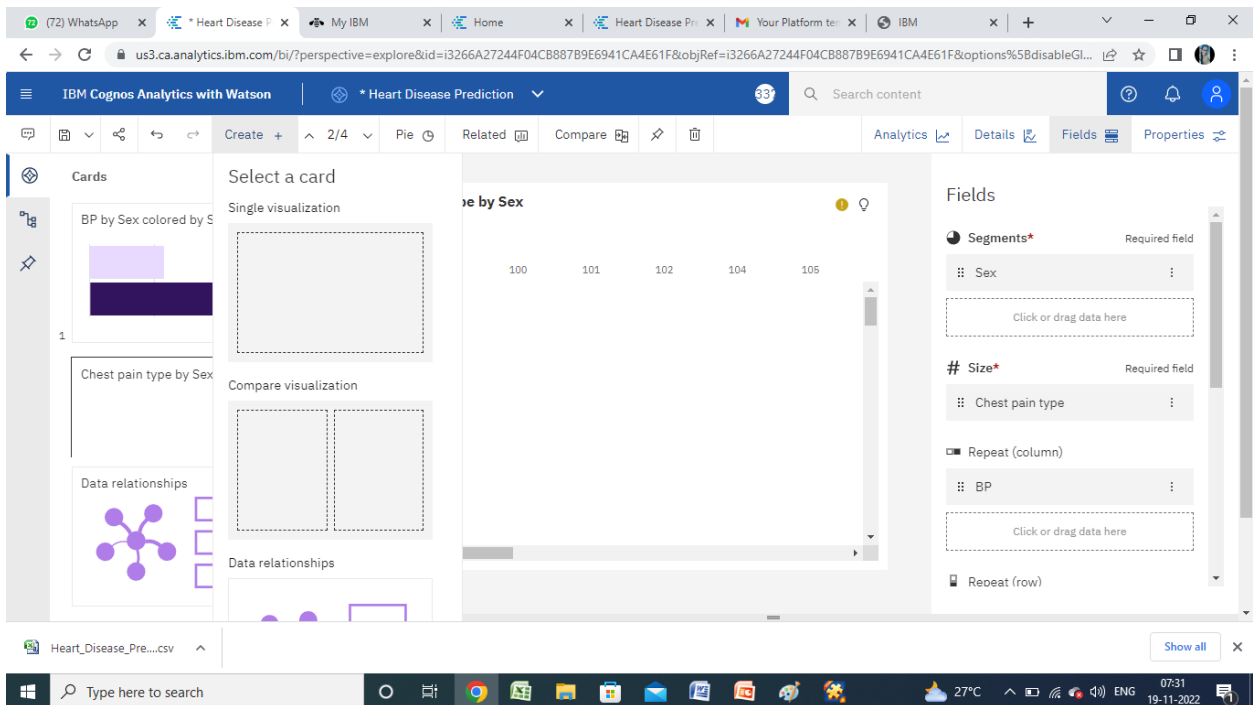 (72) WhatsApp
* Heart Disease P
My IBM
Home
Heart Disease Pre
Your Platform ter
IBM
us3.ca.analytics.ibm.com/bi/?perspective=explore&id=i3266A27244F04CB887B9E6941CA4E61F&objRef=i3266A27244F04CB887B9E6941CA4E61F&options%5BdisableGl...
IBM Cognos Analytics with Watson
* Heart Disease Prediction
Search content
Create +
2/4
Pie
Related
Compare
Analytics
Details
Fields
Properties
Cards
BP by Sex colored by S
1
Chest pain type by Sex
Data relationships
Select a card
Single visualization
Compare visualization
Data relationships
pe by Sex
100 101 102 104 105
Fields
Segments* Required field
Sex
Click or drag data here
# Size* Required field
Chest pain type
Repeat (column)
BP
Click or drag data here
Repeat (row)
Heart_Disease_Pre....csv
Show all
Type here to search
27°C
ENG
07:31
19-11-2022